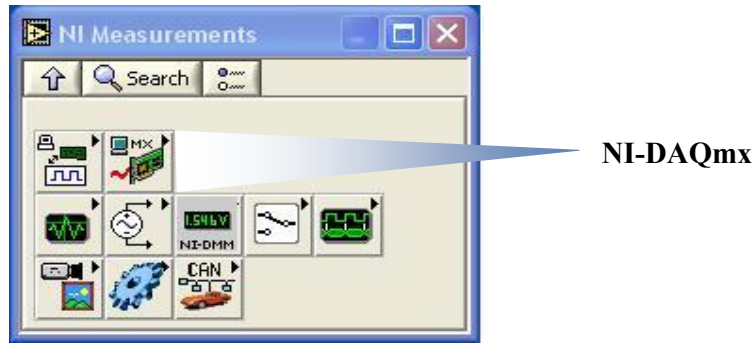 NI Measurements
Search
MX
NI-DAQmx
1.546V
NI-DMM
CAN